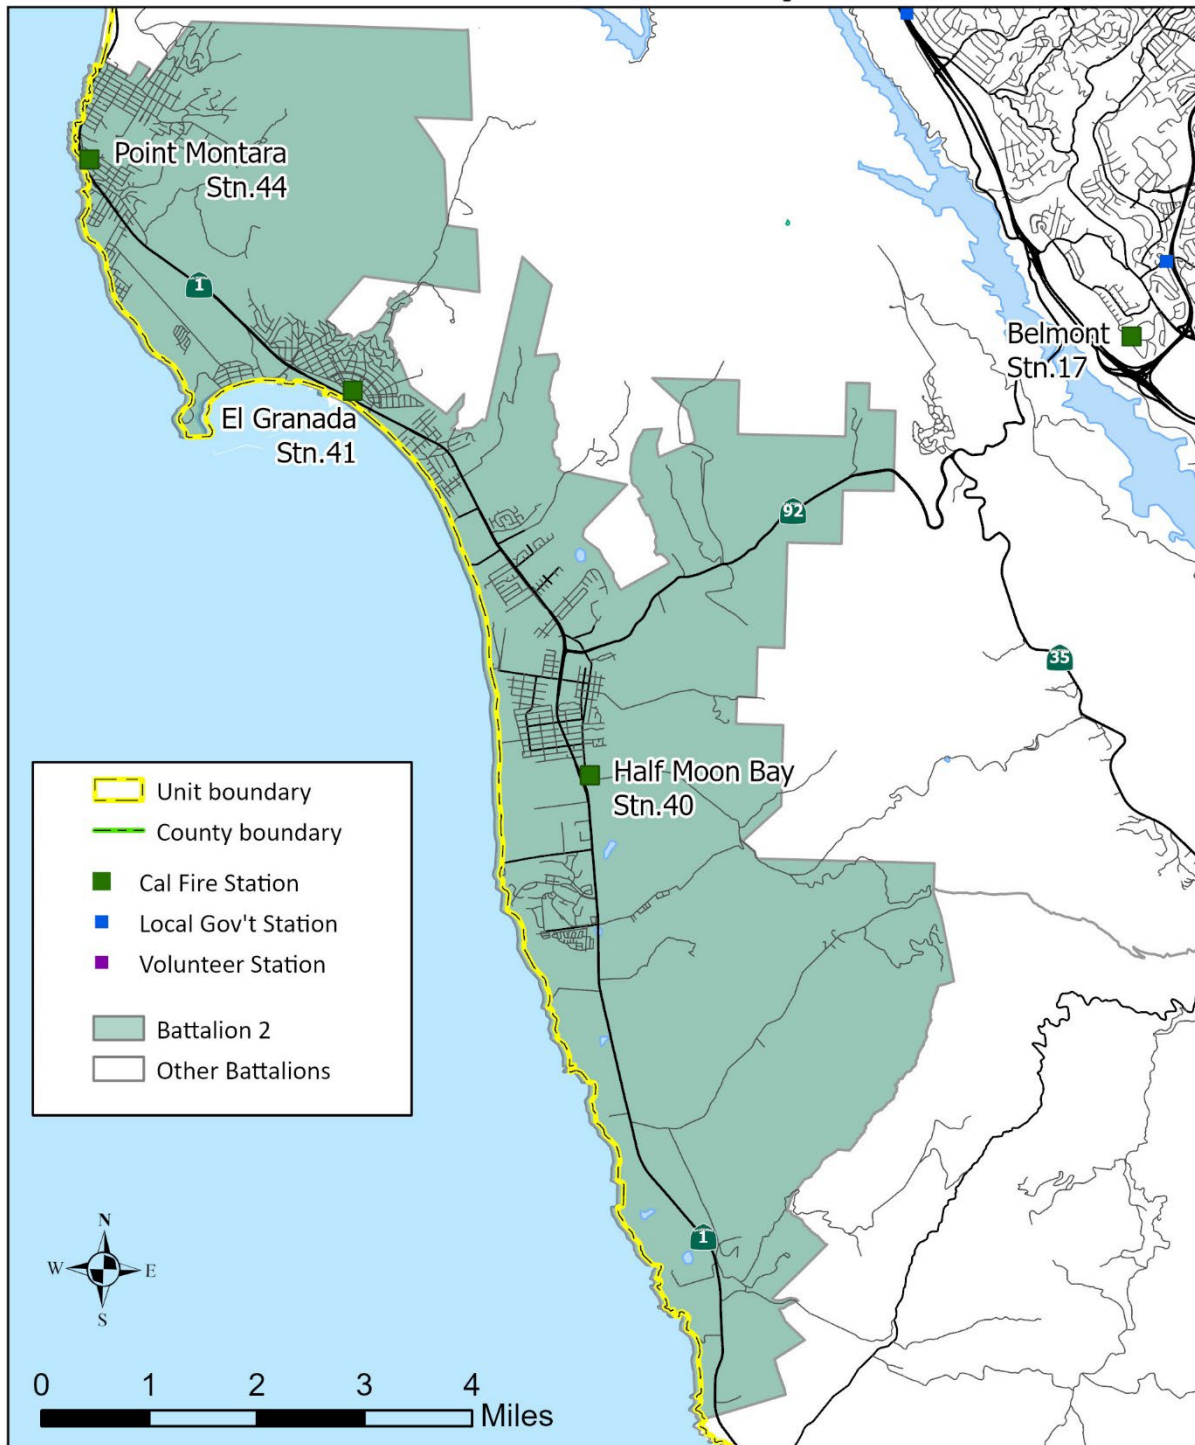 Point Montara
Stn.44
1
Belmont
Stn.17
El Granada
Stn.41
92
35
Half Moon Bay
Stn.40
Unit boundary
County boundary
Cal Fire Station
Local Gov't Station
Volunteer Station
Battalion 2
Other Battalions
1
N
W E
S
0 1 2 3 4
Miles